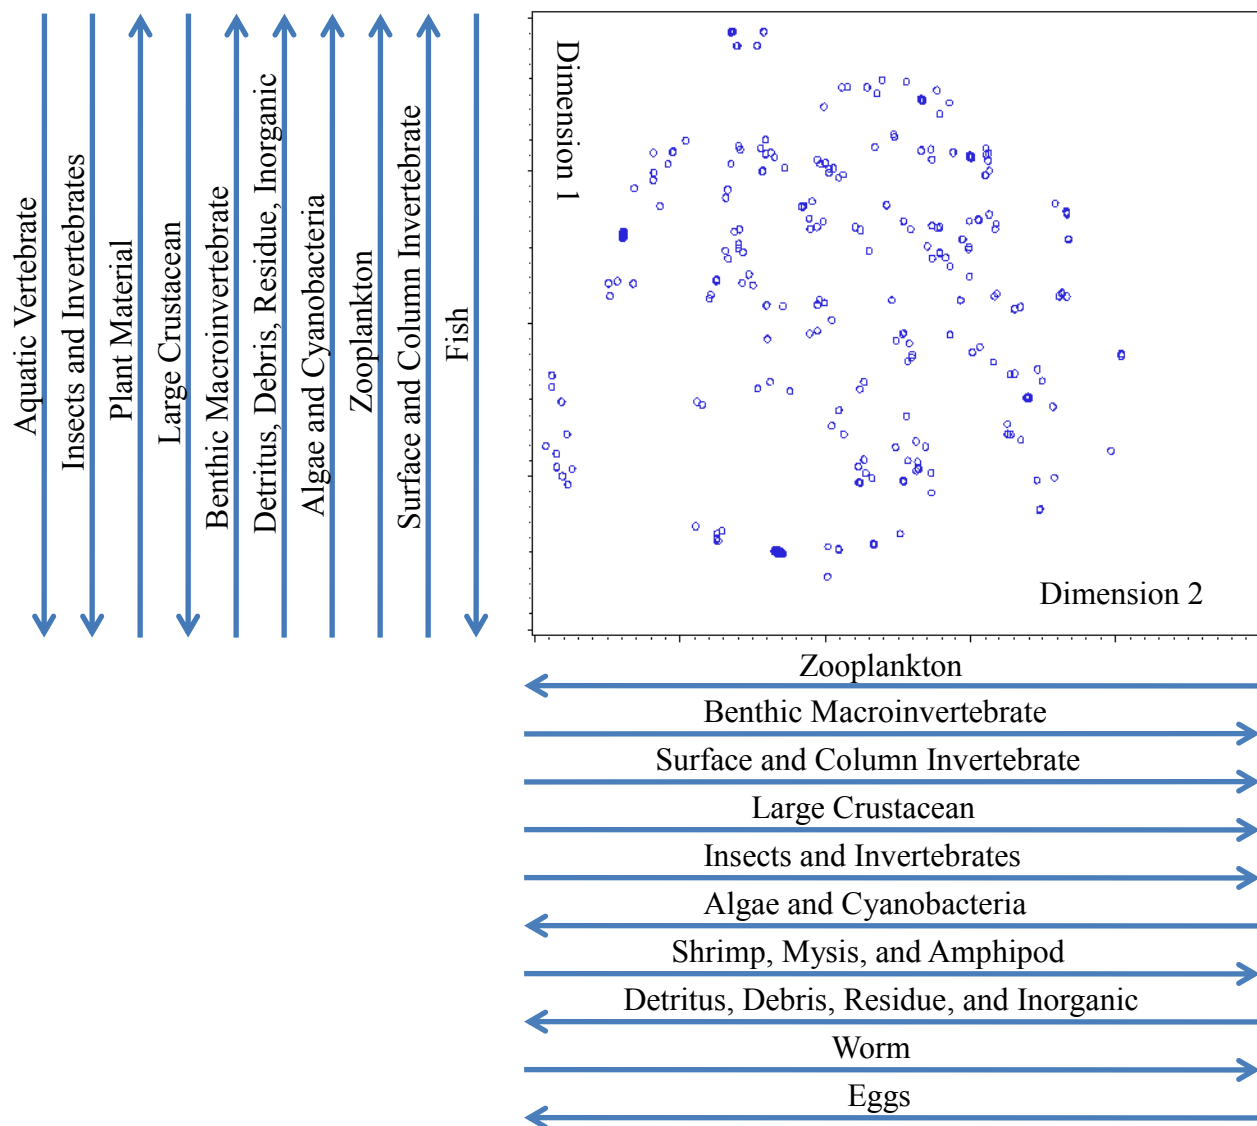 Aquatic Vertebrate
Insects and Invertebrates
Plant Material
Large Crustacean
Benthic Macroinvertebrate
Detritus, Debris, Residue, Inorganic
Algae and Cyanobacteria
Zooplankton
Surface and Column Invertebrate
Fish
Dimension 1
Dimension 2
Zooplankton
Benthic Macroinvertebrate
Surface and Column Invertebrate
Large Crustacean
Insects and Invertebrates
Algae and Cyanobacteria
Shrimp, Mysis, and Amphipod
Detritus, Debris, Residue, and Inorganic
Worm
Eggs